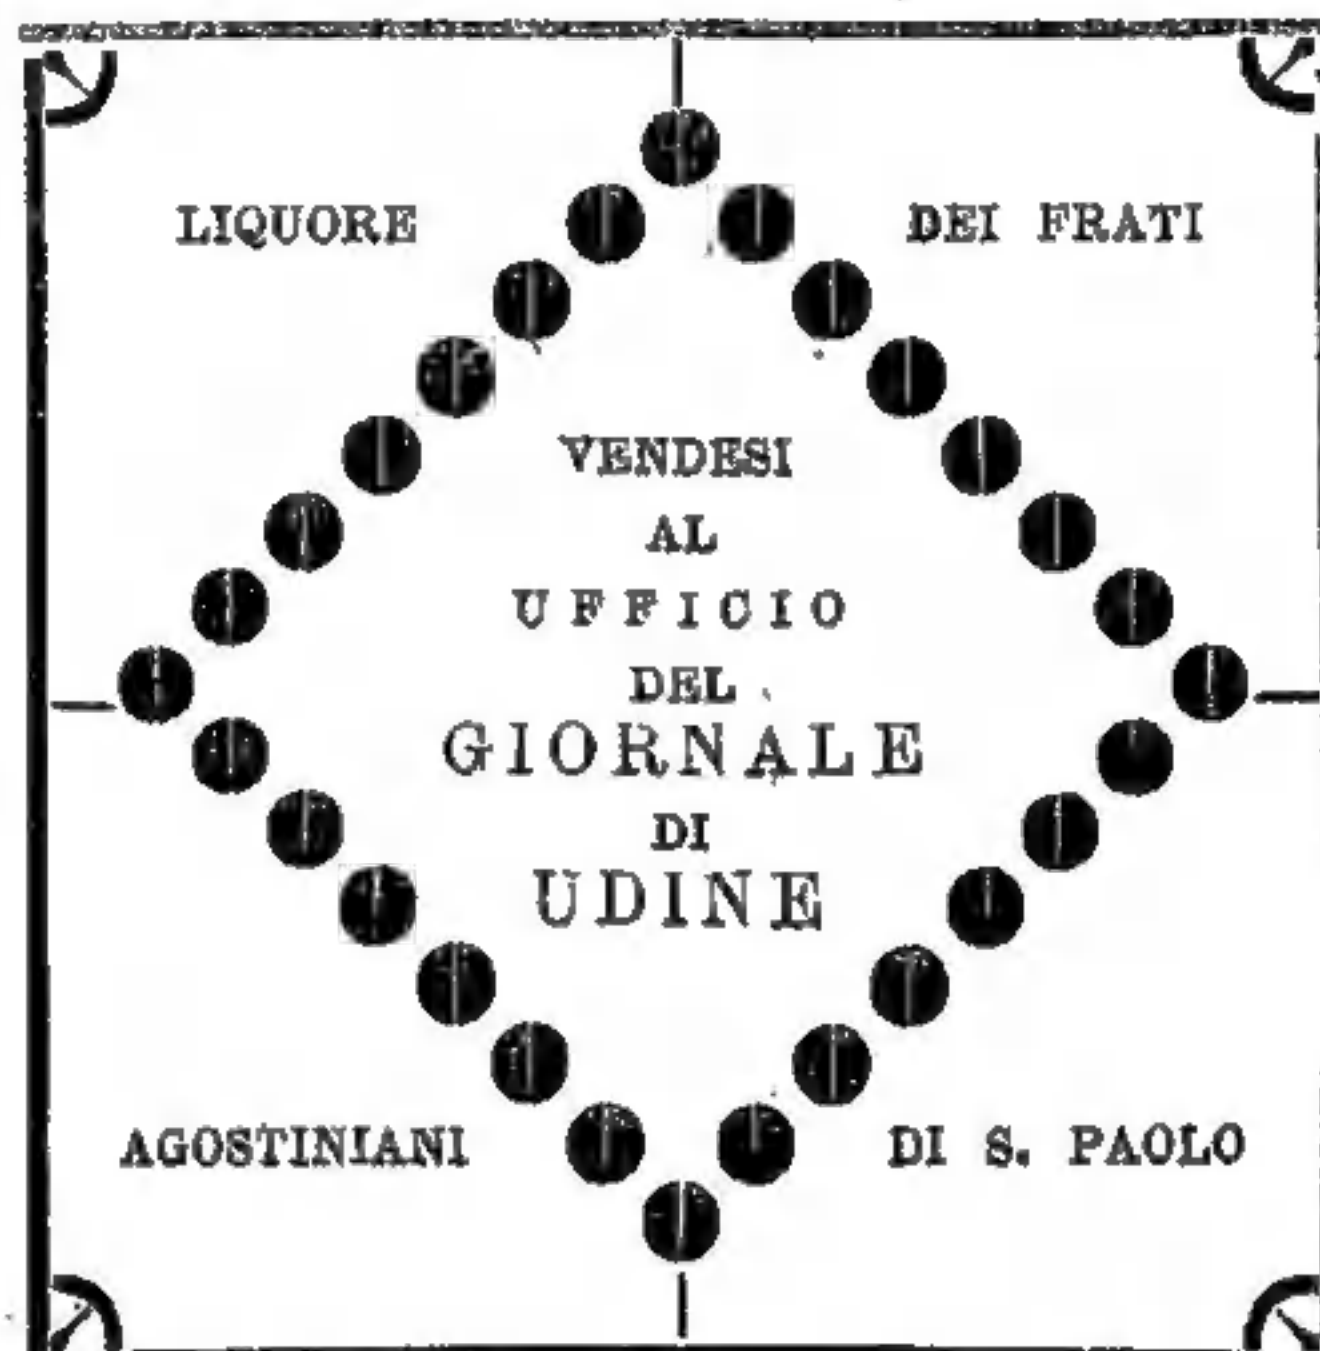 LIQUORE DEI FRATI
VENDESI
AL
UFFICIO
DEL
GIORNALE
DI
UDINE
AGOSTINIANI DI S. PAOLO